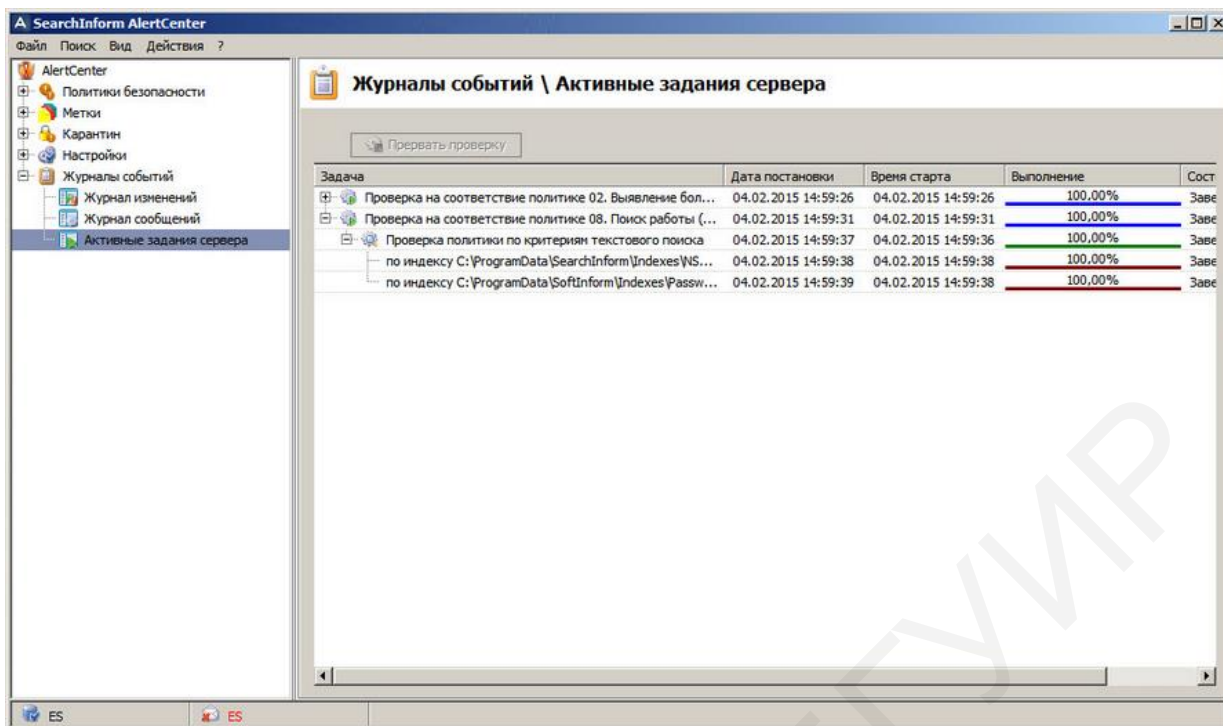 SearchInform AlertCenter
Файл Поиск Вид Действия ?
AlertCenter
Политики безопасности
Метки
Карантин
Настройки
Журналы событий
Журнал изменений
Журнал сообщений
Активные задания сервера
Журналы событий \ Активные задания сервера
Прервать проверку
Задача Дата постановки Время старта Выполнение Сост
Проверка на соответствие политике 02. Выявление бол... 04.02.2015 14:59:26 04.02.2015 14:59:26 100,00% Заве
Проверка на соответствие политике 08. Поиск работы (... 04.02.2015 14:59:31 04.02.2015 14:59:31 100,00% Заве
Проверка политики по критериям текстового поиска 04.02.2015 14:59:37 04.02.2015 14:59:36 100,00% Заве
по индексу C:\ProgramData\SearchInform\Indexes\NS... 04.02.2015 14:59:38 04.02.2015 14:59:38 100,00% Заве
по индексу C:\ProgramData\SoftInform\Indexes\Passw... 04.02.2015 14:59:39 04.02.2015 14:59:38 100,00% Заве
ES ES
ГУИР